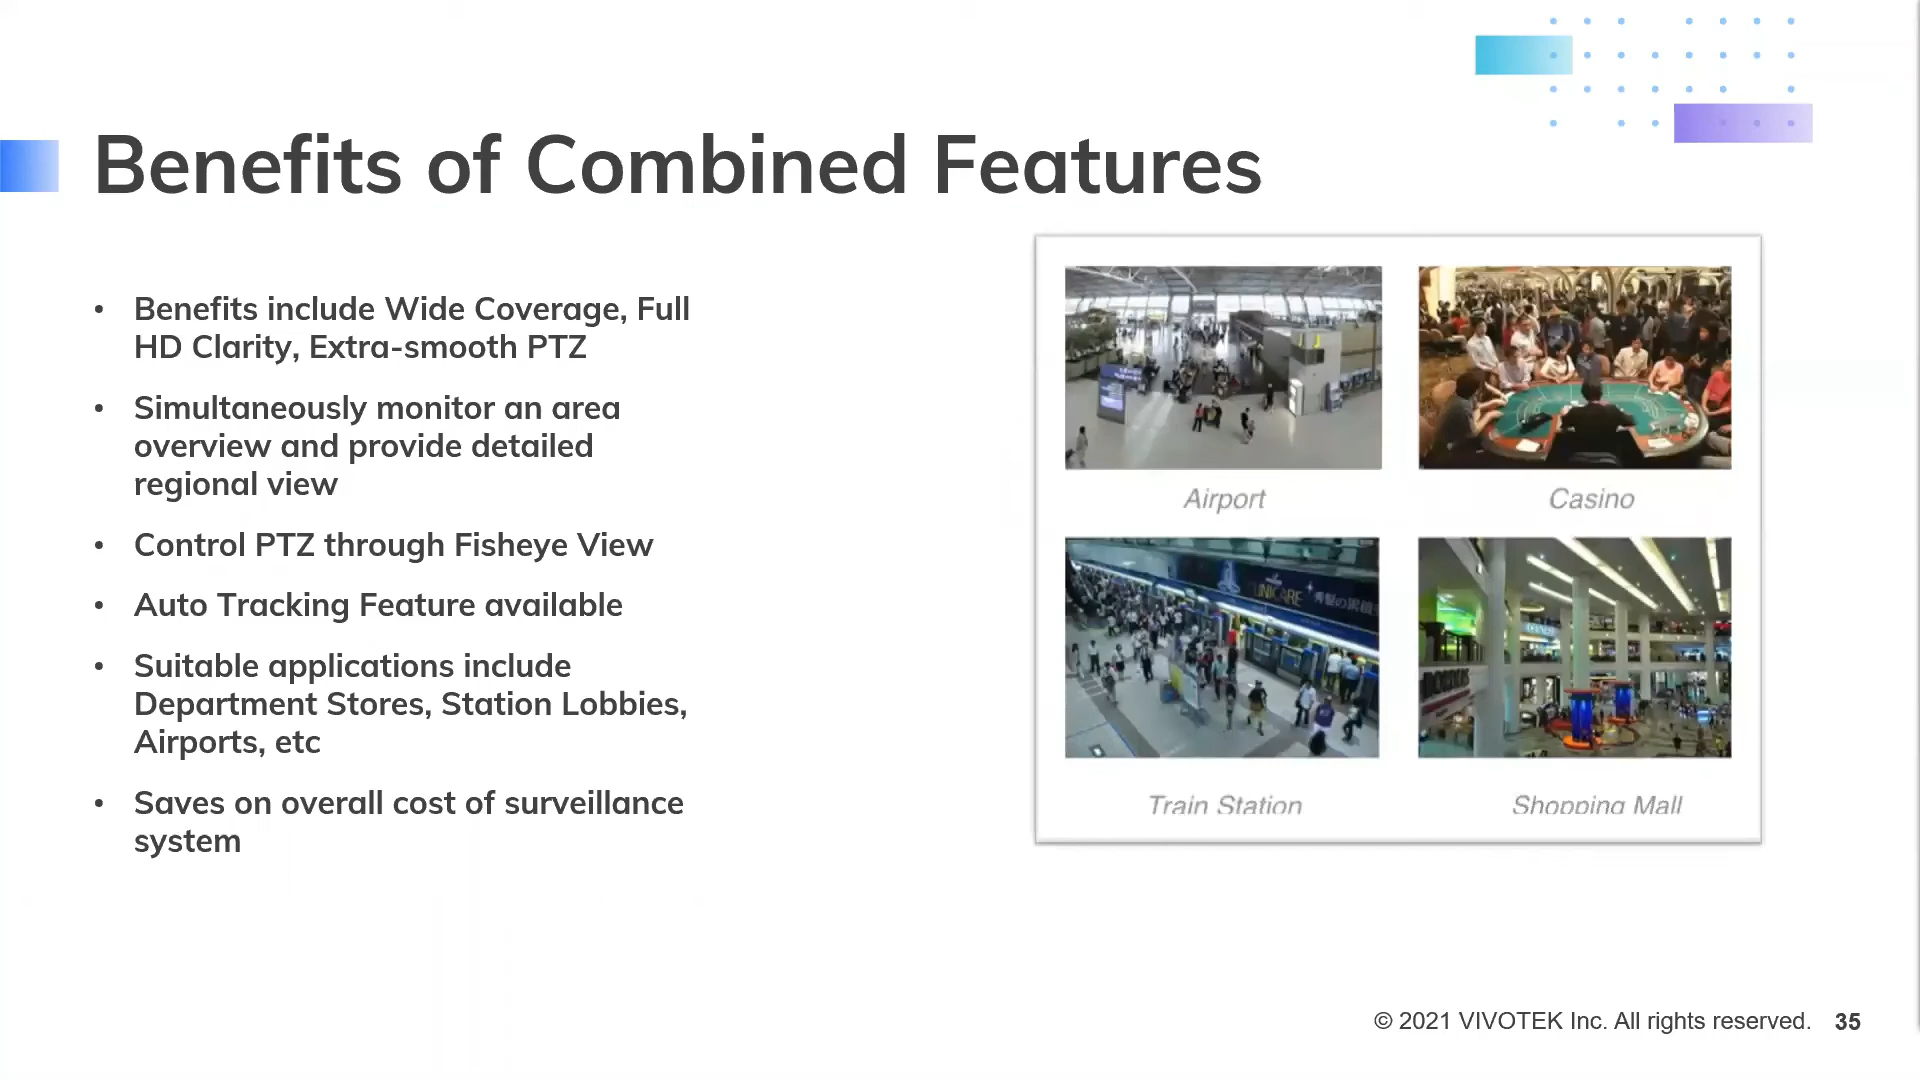 Benefits of Combined Features
• Benefits include Wide Coverage, Full
HD Clarity, Extra-smooth PTZ
• Simultaneously monitor an area
overview and provide detailed
regional view
• Control PTZ through Fisheye View
• Auto Tracking Feature available
• Suitable applications include
Department Stores, Station Lobbies,
Airports, etc
• Saves on overall cost of surveillance
system
Airport
Casino
UNICARE
Train Station
Shopping Mall
© 2021 VIVOTEK Inc. All rights reserved. 35